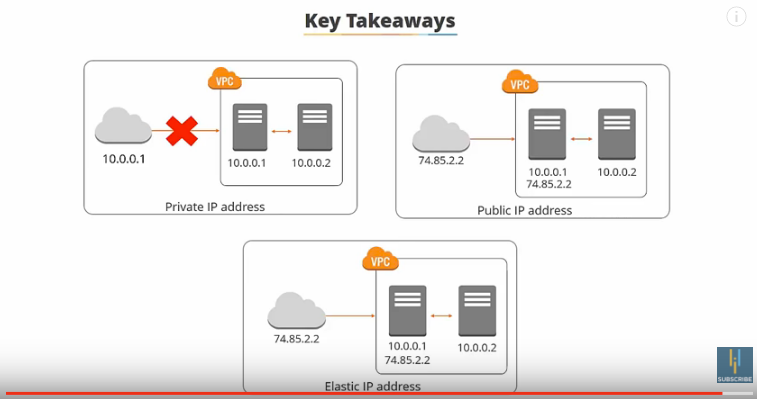 Key Takeaways
VPC
10.0.0.1
10.0.0.1
10.0.0.2
Private IP address
VPC
74.85.2.2
10.0.0.1
74.85.2.2
10.0.0.2
Public IP address
VPC
74.85.2.2
10.0.0.1
74.85.2.2
10.0.0.2
Elastic IP address
SUBSCRIBE
i